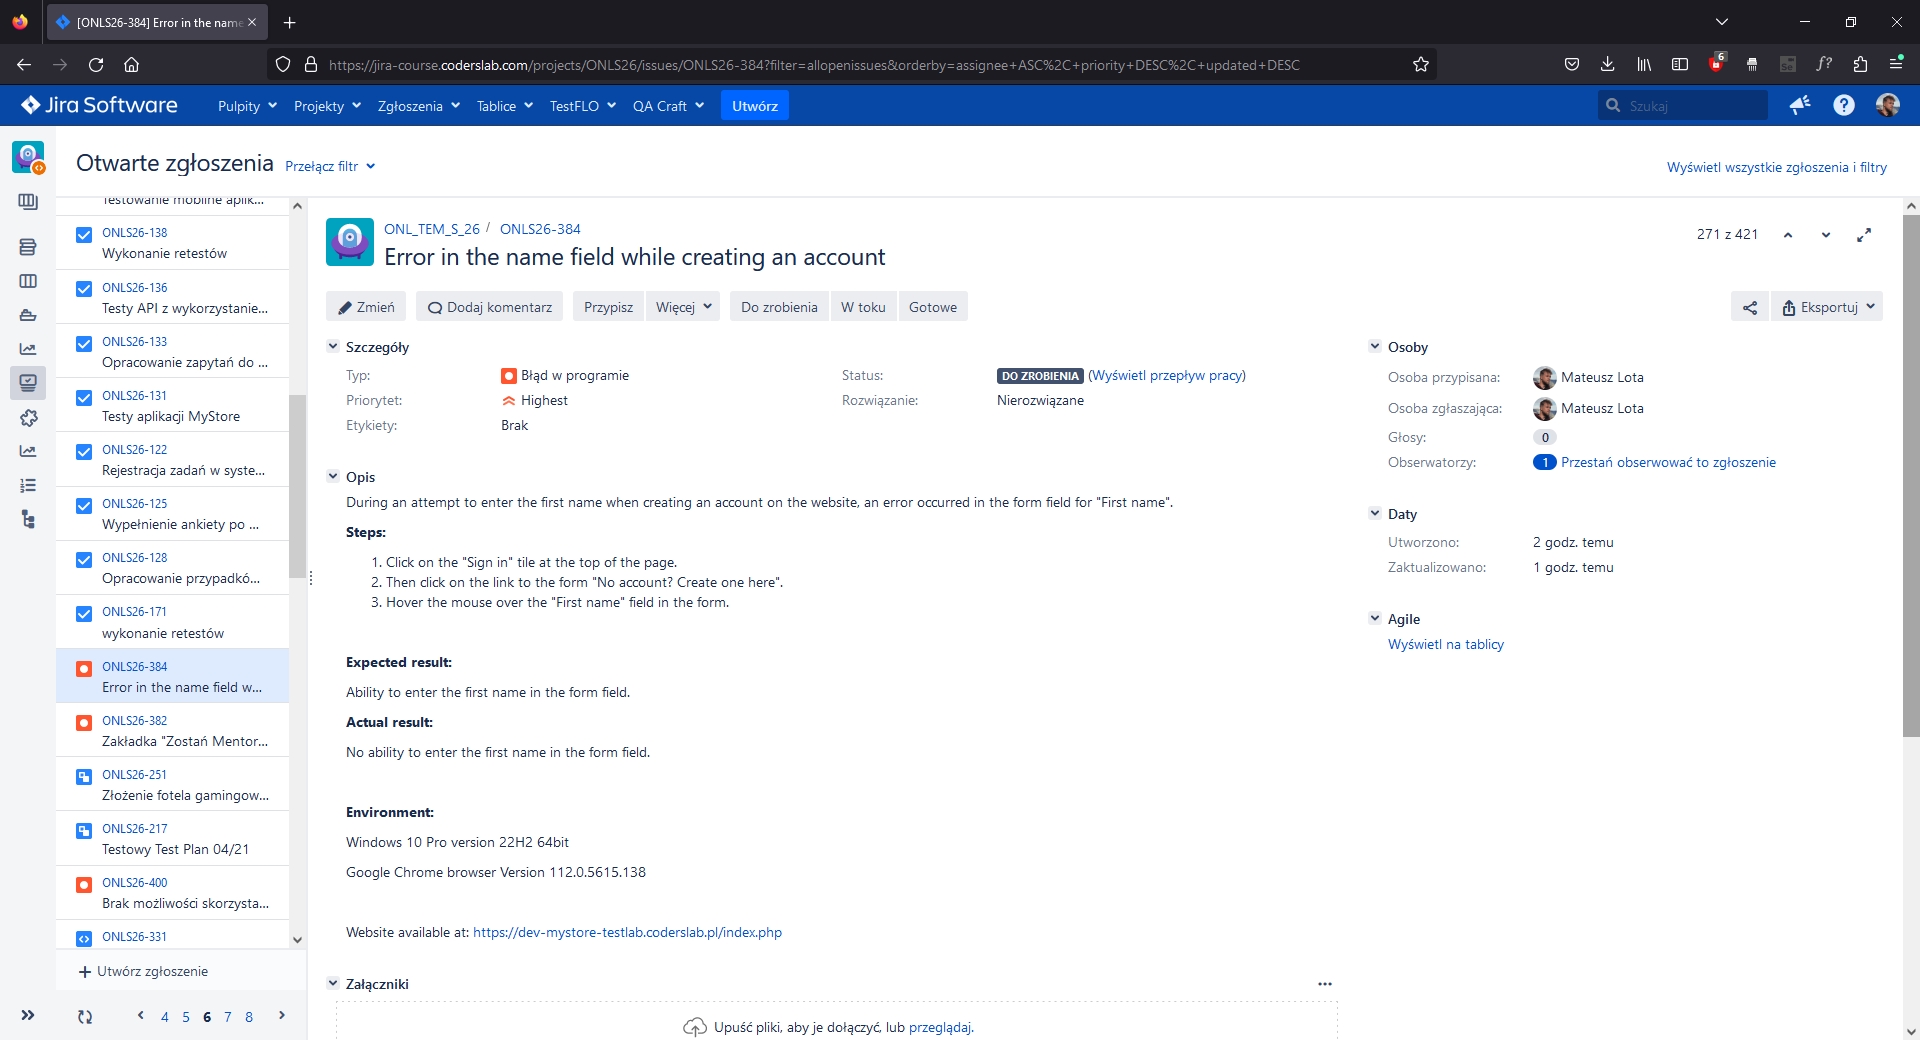 [ONLS26-384] Error in the name
https://jira-course.coderslab.com/projects/ONLS26/issues/ONLS26-384?filter=allopenissues&orderby=assignee+ASC%2C+priority+DESC%2C+updated+DESC
6
f?
Jira Software
Pulpity
Projekty
Zgłoszenia
Tablice
TestFLO
QA Craft
Utwórz
Szukaj
Otwarte zgłoszenia
Przełącz filtr
Wyświetl wszystkie zgłoszenia i filtry
Testowanie mobilne aplik...
ONLS26-138
Wykonanie retestów
ONLS26-136
Testy API z wykorzystanie...
ONLS26-133
Opracowanie zapytań do ...
ONLS26-131
Testy aplikacji MyStore
ONLS26-122
Rejestracja zadań w syste...
ONLS26-125
Wypełnienie ankiety po ...
ONLS26-128
Opracowanie przypadkó...
ONLS26-171
wykonanie retestów
ONLS26-384
Error in the name field w...
ONLS26-382
Zakładka "Zostań Mentor...
ONLS26-251
Złożenie fotela gamingow...
ONLS26-217
Testowy Test Plan 04/21
ONLS26-400
Brak możliwości skorzysta...
ONLS26-331
+ Utwórz zgłoszenie
4 5 6 7 8
ONL_TEM_S_26 / ONLS26-384
Error in the name field while creating an account
271 z 421
Zmień
Dodaj komentarz
Przypisz
Więcej
Do zrobienia
W toku
Gotowe
Eksportuj
Szczegóły
Typ: Błąd w programie
Priorytet: Highest
Etykiety: Brak
Status: DO ZROBIENIA (Wyświetl przepływ pracy)
Rozwiązanie: Nierozwiązane
Opis
During an attempt to enter the first name when creating an account on the website, an error occurred in the form field for "First name".
Steps:
1. Click on the "Sign in" tile at the top of the page.
2. Then click on the link to the form "No account? Create one here".
3. Hover the mouse over the "First name" field in the form.
Expected result:
Ability to enter the first name in the form field.
Actual result:
No ability to enter the first name in the form field.
Environment:
Windows 10 Pro version 22H2 64bit
Google Chrome browser Version 112.0.5615.138
Website available at: https://dev-mystore-testlab.coderslab.pl/index.php
Załączniki
Upuść pliki, aby je dołączyć, lub przeglądaj.
Osoby
Osoba przypisana: Mateusz Lota
Osoba zgłaszająca: Mateusz Lota
Głosy: 0
Obserwatorzy: 1 Przestań obserwować to zgłoszenie
Daty
Utworzono: 2 godz. temu
Zaktualizowano: 1 godz. temu
Agile
Wyświetl na tablicy